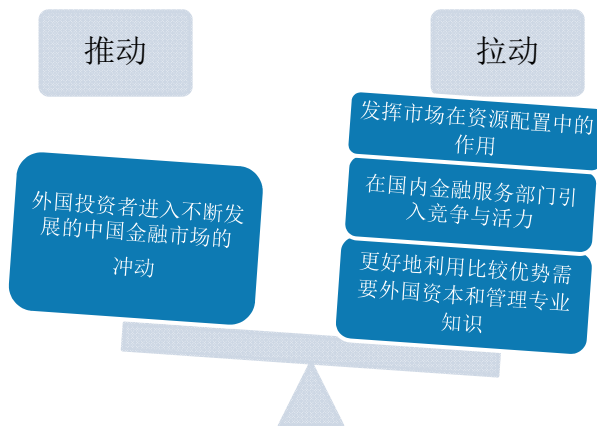 推动
外国投资者进入不断发
展的中国金融市场的
冲动
拉动
发挥市场在资源配置中的
作用
在国内金融服务部门引
入竞争与活力
更好地利用比较优势需
要外国资本和管理专业
知识